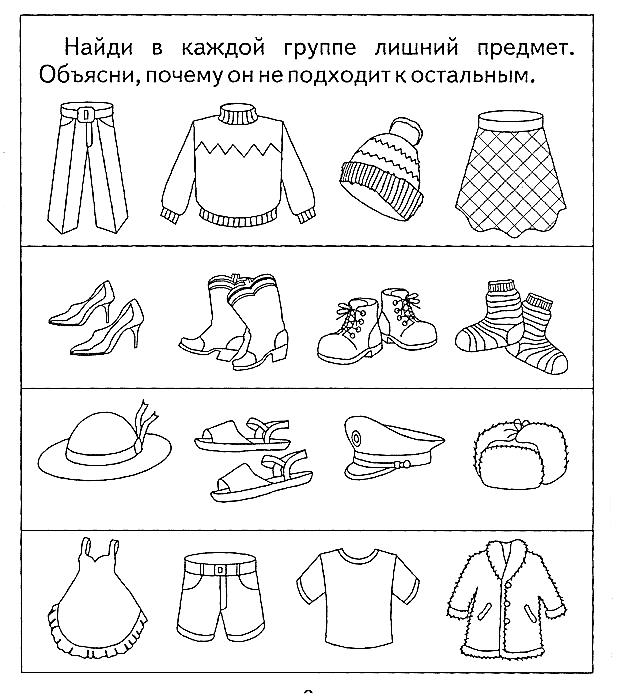 Найди в каждой группе лишний предмет.
Объясни, почему он не подходит к остальным.